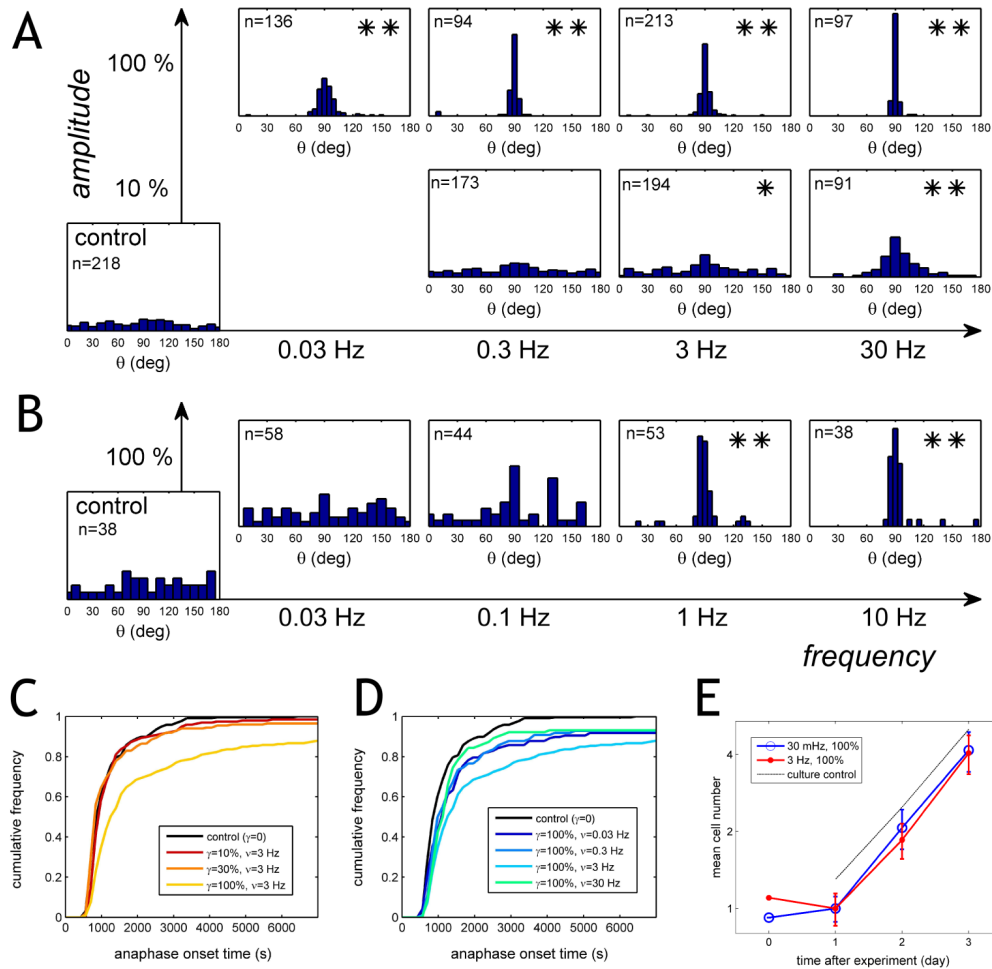 A
amplitude
100 %
10 %
n=136
✳ ✳
0 30 60 90 120 150 180
θ (deg)
n=94
✳ ✳
0 30 60 90 120 150 180
θ (deg)
n=213
✳ ✳
0 30 60 90 120 150 180
θ (deg)
n=97
✳ ✳
0 30 60 90 120 150 180
θ (deg)
n=173
0 30 60 90 120 150 180
θ (deg)
n=194
✳
0 30 60 90 120 150 180
θ (deg)
n=91
✳ ✳
0 30 60 90 120 150 180
θ (deg)
control
n=218
0 30 60 90 120 150 180
θ (deg)
0.03 Hz
0.3 Hz
3 Hz
30 Hz
B
100 %
n=58
0 30 60 90 120 150 180
θ (deg)
n=44
0 30 60 90 120 150 180
θ (deg)
n=53
✳ ✳
0 30 60 90 120 150 180
θ (deg)
n=38
✳ ✳
0 30 60 90 120 150 180
θ (deg)
control
n=38
0 30 60 90 120 150 180
θ (deg)
0.03 Hz
0.1 Hz
1 Hz
10 Hz
frequency
C
cumulative frequency
1
0.8
0.6
0.4
0.2
0
control (γ=0)
γ=10%, ν=3 Hz
γ=30%, ν=3 Hz
γ=100%, ν=3 Hz
0 1000 2000 3000 4000 5000 6000
anaphase onset time (s)
D
cumulative frequency
1
0.8
0.6
0.4
0.2
0
control (γ=0)
γ=100%, ν=0.03 Hz
γ=100%, ν=0.3 Hz
γ=100%, ν=3 Hz
γ=100%, ν=30 Hz
0 1000 2000 3000 4000 5000 6000
anaphase onset time (s)
E
mean cell number
4
2
1
30 mHz, 100%
3 Hz, 100%
culture control
0 1 2 3
time after experiment (day)